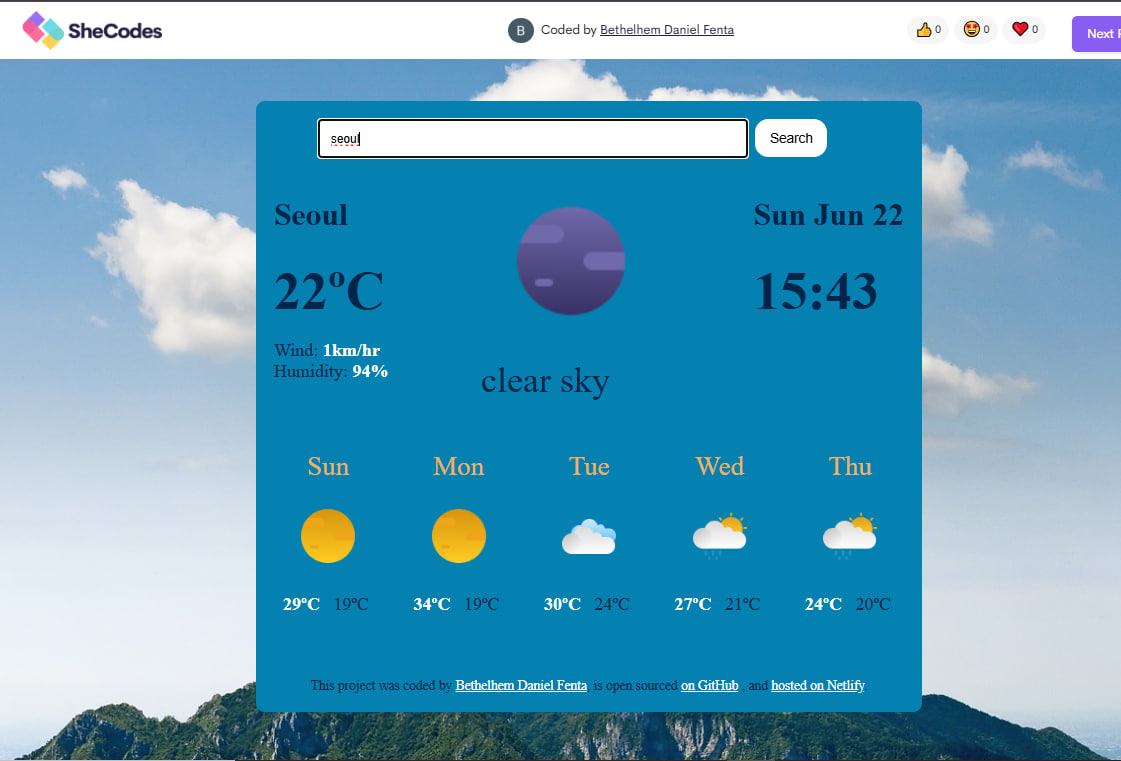 SheCodes
B Coded by Bethelhem Daniel Fenta
👍 0 🤩 0 ❤️ 0
Next
seoul Search
Seoul
22°C
Wind: 1km/hr
Humidity: 94%
clear sky
Sun Jun 22
15:43
Sun Mon Tue Wed Thu
29°C 19°C 34°C 19°C 30°C 24°C 27°C 21°C 24°C 20°C
This project was coded by Bethelhem Daniel Fenta, is open sourced on GitHub , and hosted on Netlify